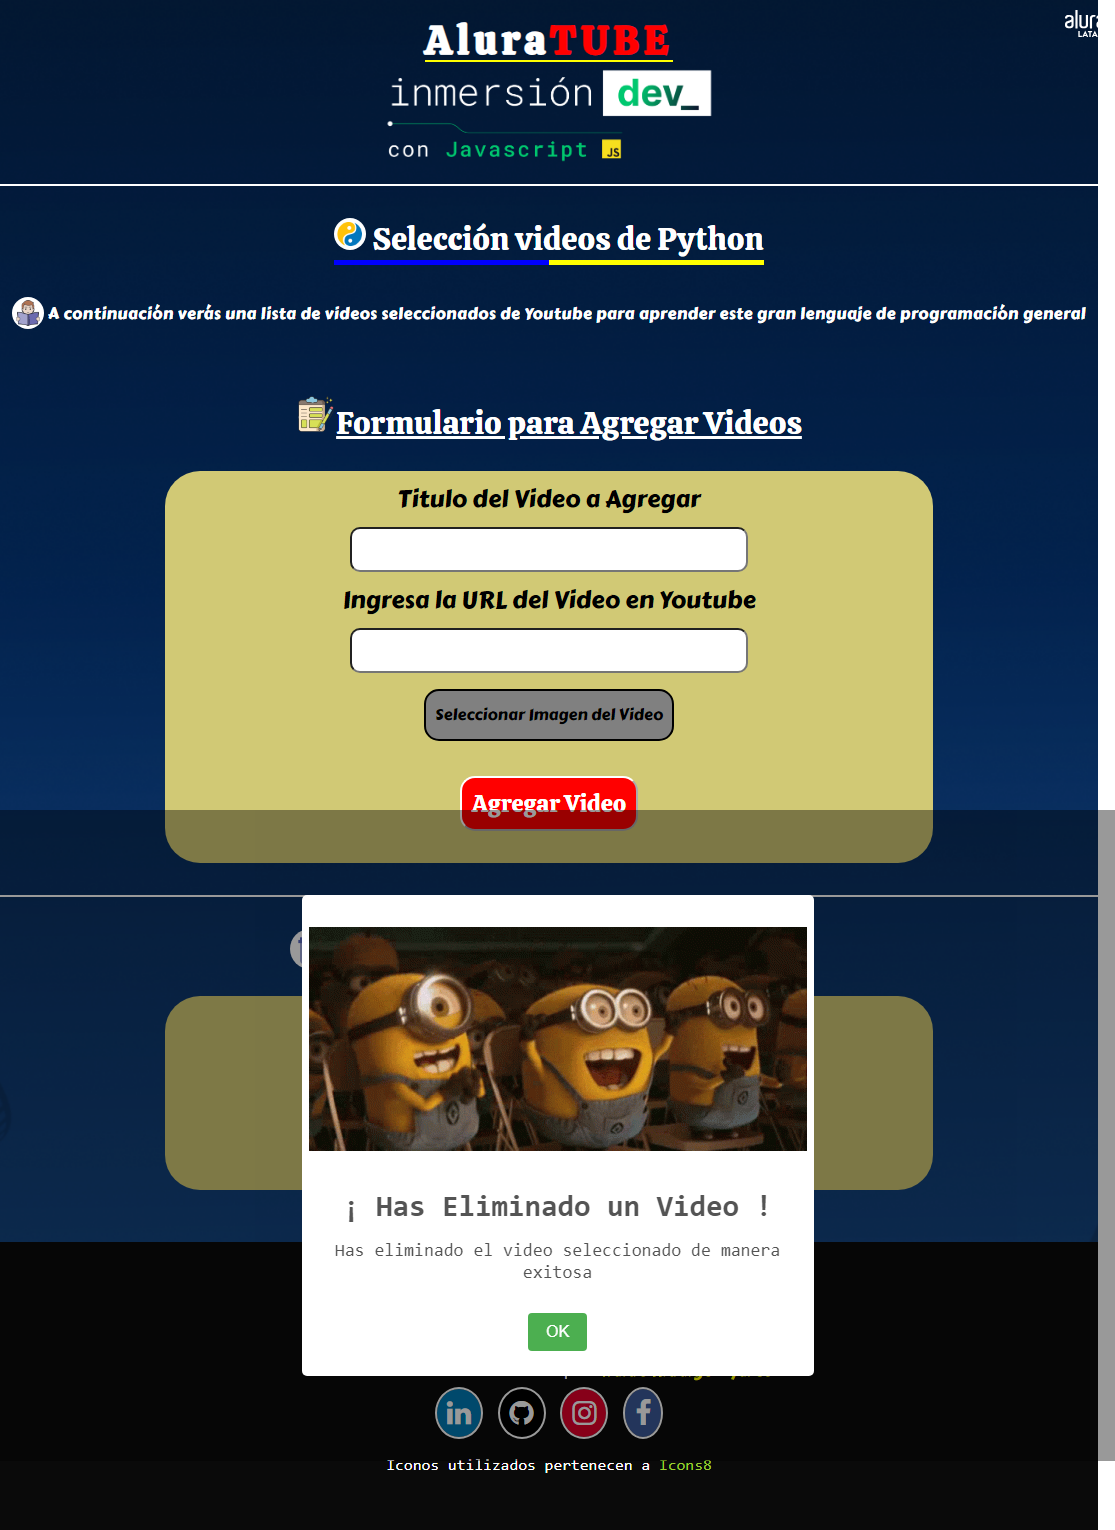 AluraTUBE
alura
LATA
inmersión dev_
con Javascript JS
Selección videos de Python
A continuación verás una lista de videos seleccionados de Youtube para aprender este gran lenguaje de programación general
Formulario para Agregar Videos
Titulo del Video a Agregar
Ingresa la URL del Video en Youtube
Seleccionar Imagen del Video
Agregar Video
¡ Has Eliminado un Video !
Has eliminado el video seleccionado de manera
exitosa
OK
in
f
Iconos utilizados pertenecen a Icons8